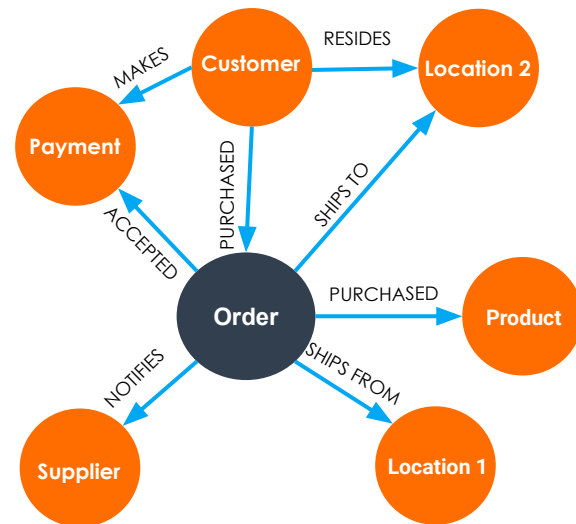 Customer
RESIDES
Location 2
MAKES
Payment
PURCHASED
SHIPS TO
ACCEPTED
Order
PURCHASED
Product
NOTIFIES
SHIPS FROM
Supplier
Location 1